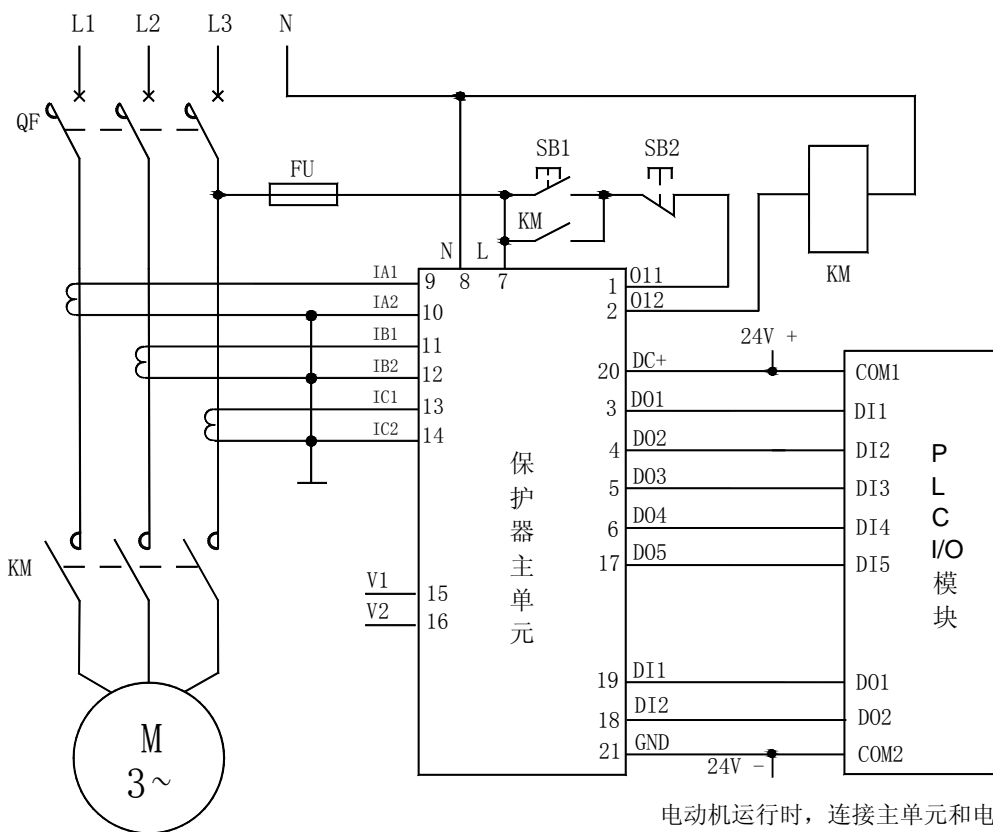 L1 L2 L3 N
QF
SB1 SB2
FU
KM
KM
N L
8 7
IA1 9
IA2 10
IB1 11
IB2 12
IC1 13
IC2 14
1 O11
2 O12
24V +
20 DC+ COM1
3 DO1 DI1
4 DO2 DI2
5 DO3 DI3
6 DO4 DI4
17 DO5 DI5
保护器主单元
PLC I/O 模块
KM
V1 15
V2 16
19 DI1 DO1
18 DI2 DO2
21 GND COM2
24V -
M
3~
电动机运行时，连接主单元和电